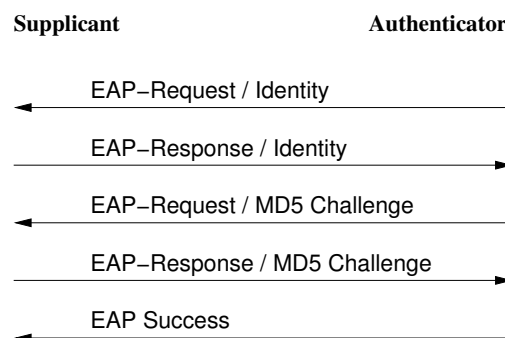 Supplicant Authenticator
EAP−Request / Identity
EAP−Response / Identity
EAP−Request / MD5 Challenge
EAP−Response / MD5 Challenge
EAP Success